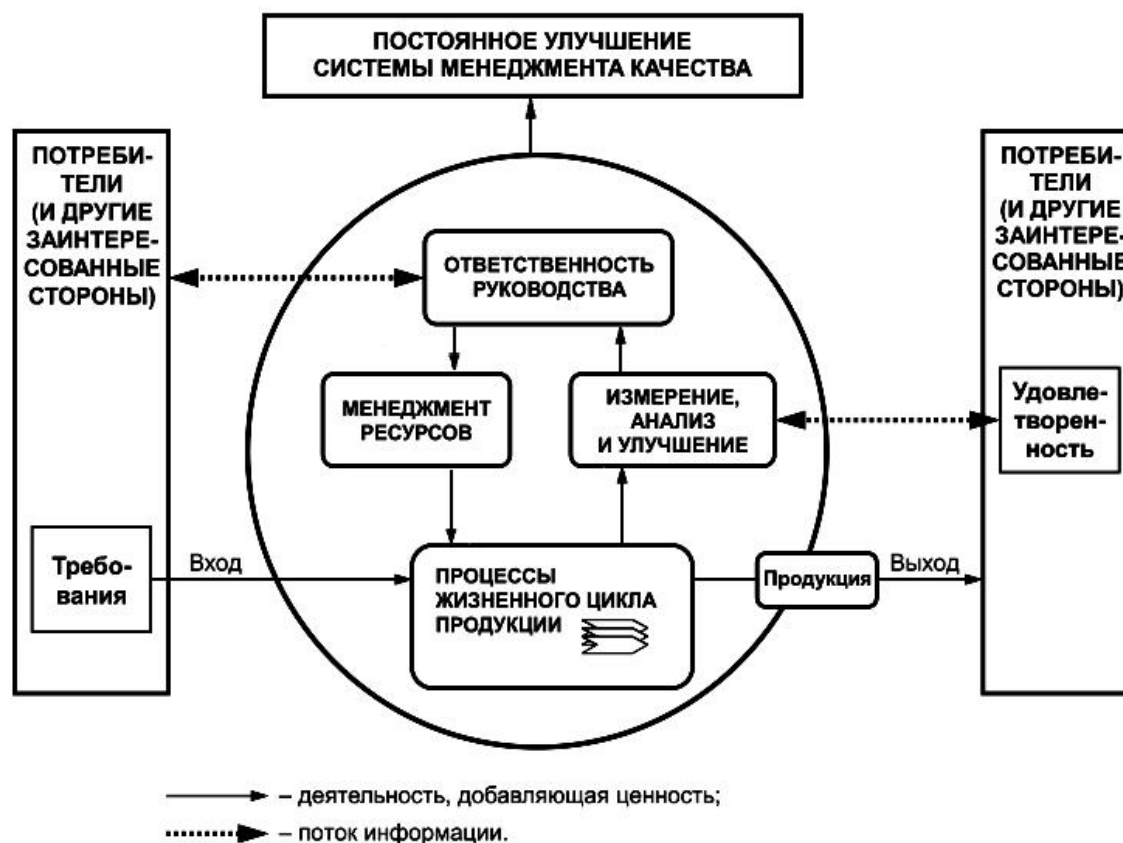 ПОСТОЯННОЕ УЛУЧШЕНИЕ
СИСТЕМЫ МЕНЕДЖМЕНТА КАЧЕСТВА
ПОТРЕБИ-
ТЕЛИ
(И ДРУГИЕ
ЗАИНТЕРЕ-
СОВАННЫЕ
СТОРОНЫ)
Требо-
вания
Вход
ОТВЕТСТВЕННОСТЬ
РУКОВОДСТВА
МЕНЕДЖМЕНТ
РЕСУРСОВ
ИЗМЕРЕНИЕ,
АНАЛИЗ
И УЛУЧШЕНИЕ
ПРОЦЕССЫ
ЖИЗНЕННОГО ЦИКЛА
ПРОДУКЦИИ
Продукция
Выход
ПОТРЕБИ-
ТЕЛИ
(И ДРУГИЕ
ЗАИНТЕРЕ-
СОВАННЫЕ
СТОРОНЫ)
Удовле-
творен-
ность
– деятельность, добавляющая ценность;
– поток информации.